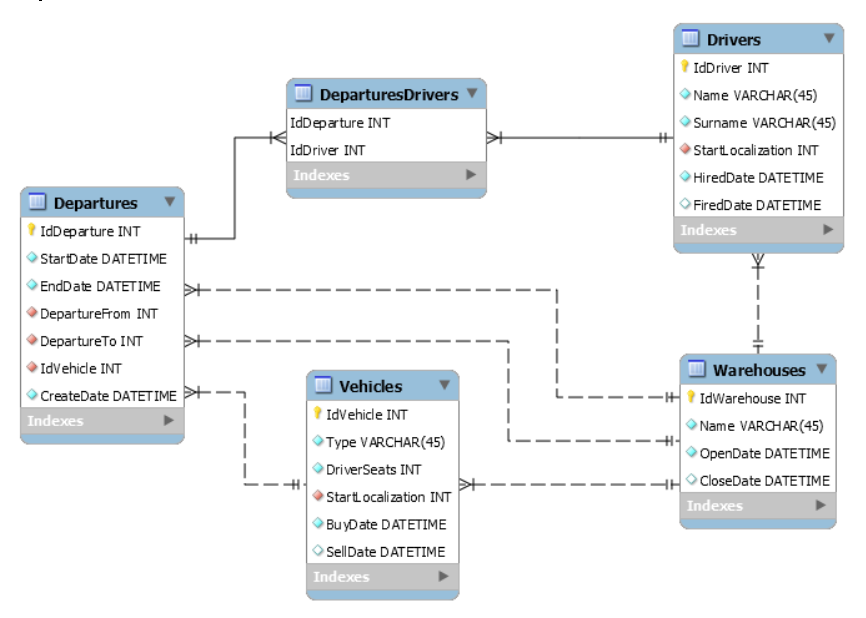 Drivers
IdDriver INT
Name VARCHAR(45)
Surname VARCHAR(45)
StartLocalization INT
HiredDate DATETIME
FiredDate DATETIME
Indexes
DeparturesDrivers
IdDeparture INT
IdDriver INT
Indexes
Departures
IdDeparture INT
StartDate DATETIME
EndDate DATETIME
DepartureFrom INT
DepartureTo INT
IdVehicle INT
CreateDate DATETIME
Indexes
Vehicles
IdVehicle INT
Type VARCHAR(45)
DriverSeats INT
StartLocalization INT
BuyDate DATETIME
SellDate DATETIME
Indexes
Warehouses
IdWarehouse INT
Name VARCHAR(45)
OpenDate DATETIME
CloseDate DATETIME
Indexes